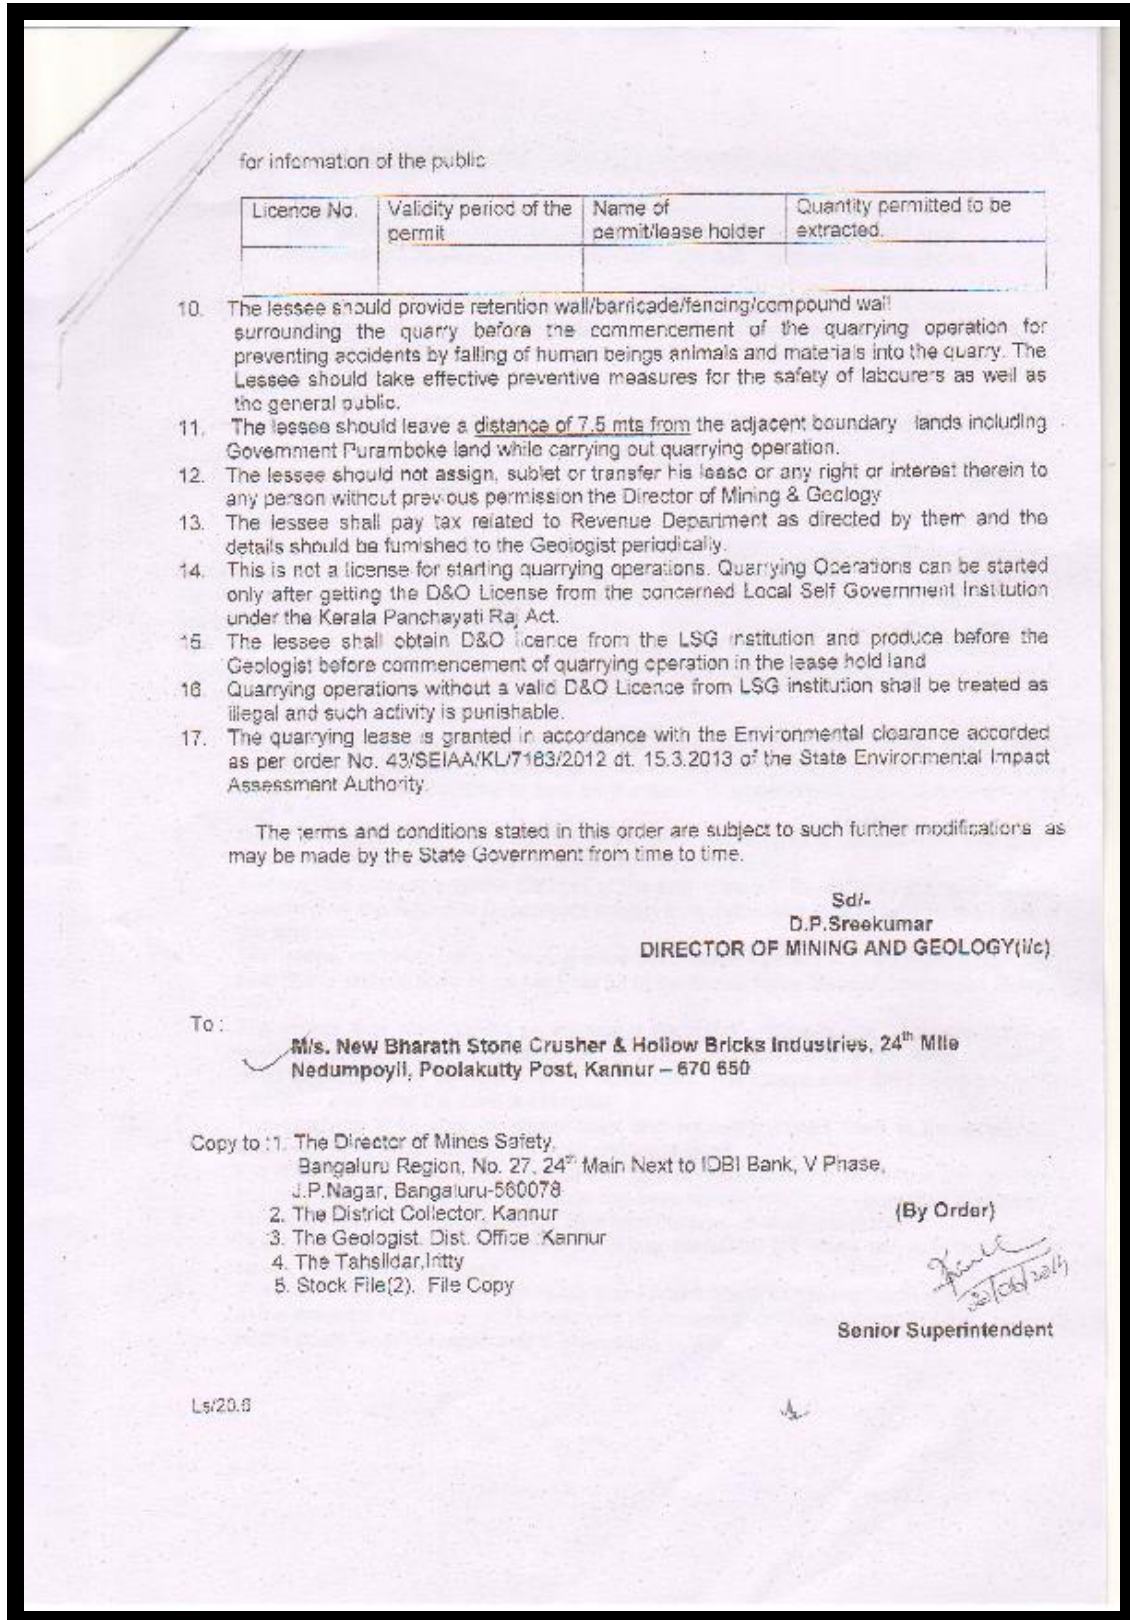 for information of the public
Licence No. Validity period of the permit Name of permit/lease holder Quantity permitted to be extracted.
10. The lessee should provide retention wall/barricade/fencing/compound wall
surrounding the quarry before the commencement of the quarrying operation for
preventing accidents by falling of human beings animals and materials into the quarry. The
Lessee should take effective preventive measures for the safety of labourers as well as
the general public.
11. The lessee should leave a distance of 7.5 mts from the adjacent boundary lands including
Government Puramboke land while carrying out quarrying operation.
12. The lessee should not assign, sublet or transfer his lease or any right or interest therein to
any person without previous permission the Director of Mining & Geology
13. The lessee shall pay tax related to Revenue Department as directed by them and the
details should be furnished to the Geologist periodically.
14. This is not a license for starting quarrying operations. Quarrying Operations can be started
only after getting the D&O License from the concerned Local Self Government Institution
under the Kerala Panchayati Raj Act.
15. The lessee shall obtain D&O licence from the LSG institution and produce before the
Geologist before commencement of quarrying operation in the lease hold land
16. Quarrying operations without a valid D&O Licence from LSG institution shall be treated as
illegal and such activity is punishable.
17. The quarrying lease is granted in accordance with the Environmental clearance accorded
as per order No. 43/SEIAA/KL/7183/2012 dt. 15.3.2013 of the State Environmental Impact
Assessment Authority.
The terms and conditions stated in this order are subject to such further modifications as
may be made by the State Government from time to time.
Sd/-
D.P.Sreekumar
DIRECTOR OF MINING AND GEOLOGY(i/c)
To :
M/s. New Bharath Stone Crusher & Hollow Bricks Industries, 24th Mile
Nedumpoyil, Poolakutty Post, Kannur – 670 650
Copy to :1. The Director of Mines Safety,
Bangaluru Region, No. 27, 24th Main Next to IDBI Bank, V Phase,
J.P.Nagar, Bangaluru-560078
2. The District Collector, Kannur
3. The Geologist, Dist. Office :Kannur
4. The Tahsildar,Iritty
5. Stock File(2). File Copy
(By Order)
Senior Superintendent
Ls/20.6